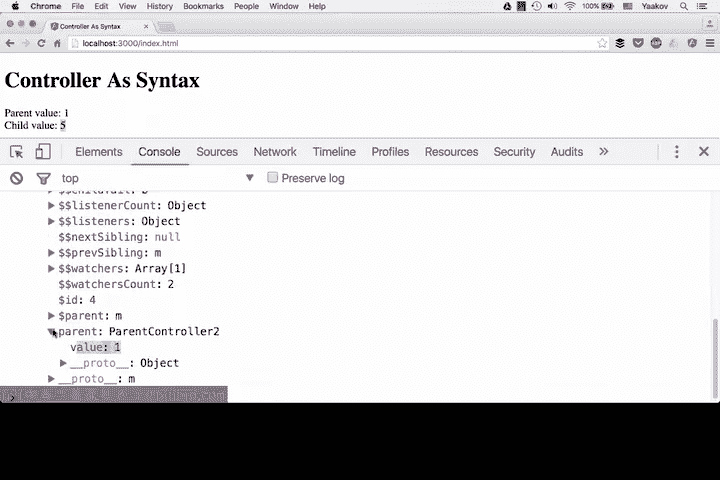 Chrome File Edit View History Bookmarks People Window Help 100% Yaakov
Controller As Syntax
localhost:3000/index.html
Controller As Syntax
Parent value: 1
Child value: 5
Elements Console Sources Network Timeline Profiles Resources Security Audits »
top Preserve log
$$listenerCount: Object
$$listeners: Object
$$nextSibling: null
$$prevSibling: m
$$watchers: Array[1]
$$watchersCount: 2
$id: 4
$parent: m
parent: ParentController2
value: 1
__proto__: Object
__proto__: m